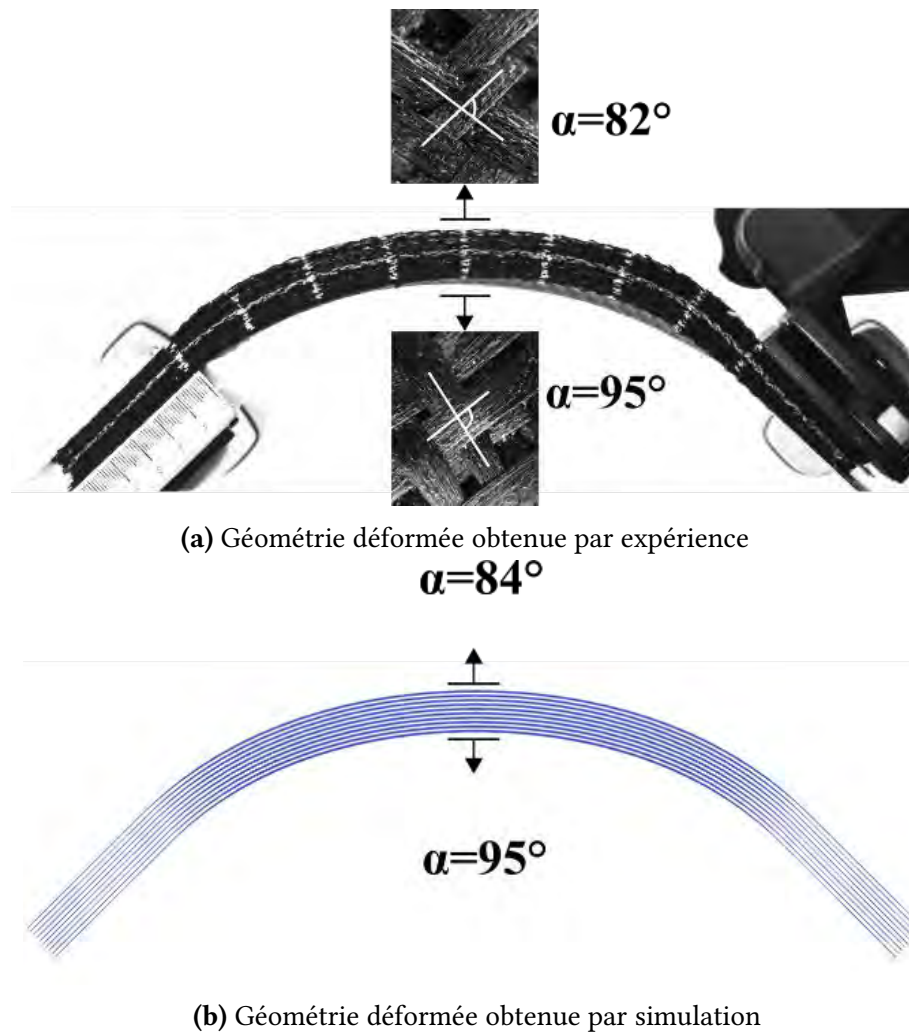 α=82°
α=95°
(a) Géométrie déformée obtenue par expérience
α=84°
α=95°
(b) Géométrie déformée obtenue par simulation